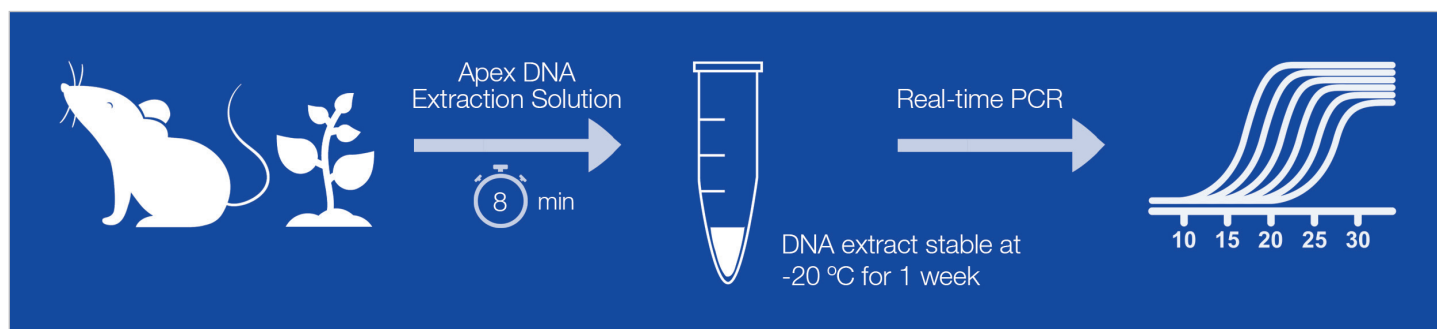 Apex DNA
Extraction Solution
8 min
DNA extract stable at
-20 ºC for 1 week
Real-time PCR
10 15 20 25 30